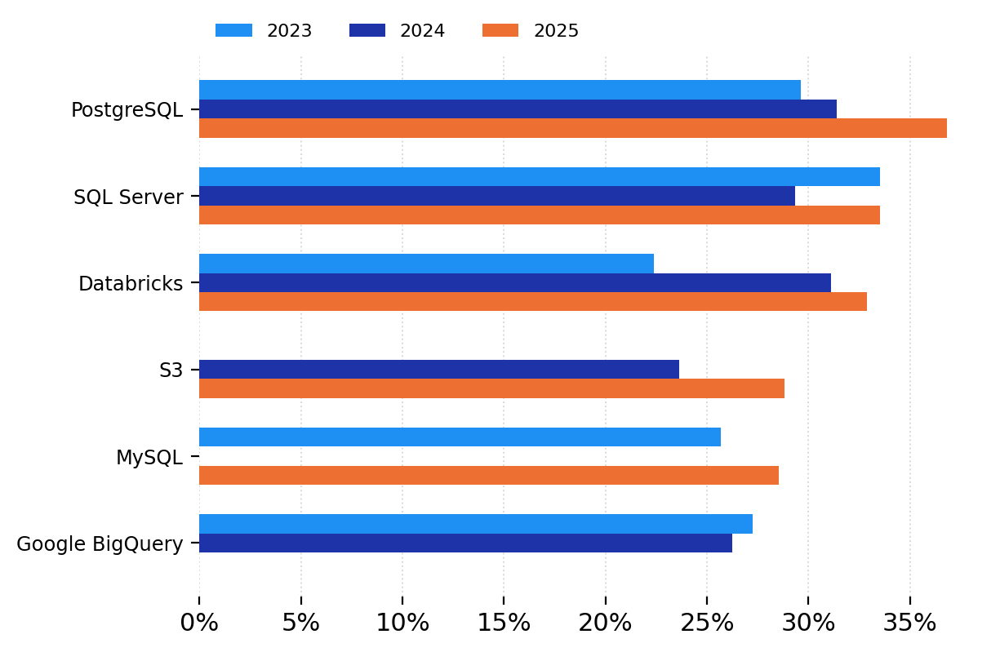 2023 2024 2025
PostgreSQL
SQL Server
Databricks
S3
MySQL
Google BigQuery
0% 5% 10% 15% 20% 25% 30% 35%